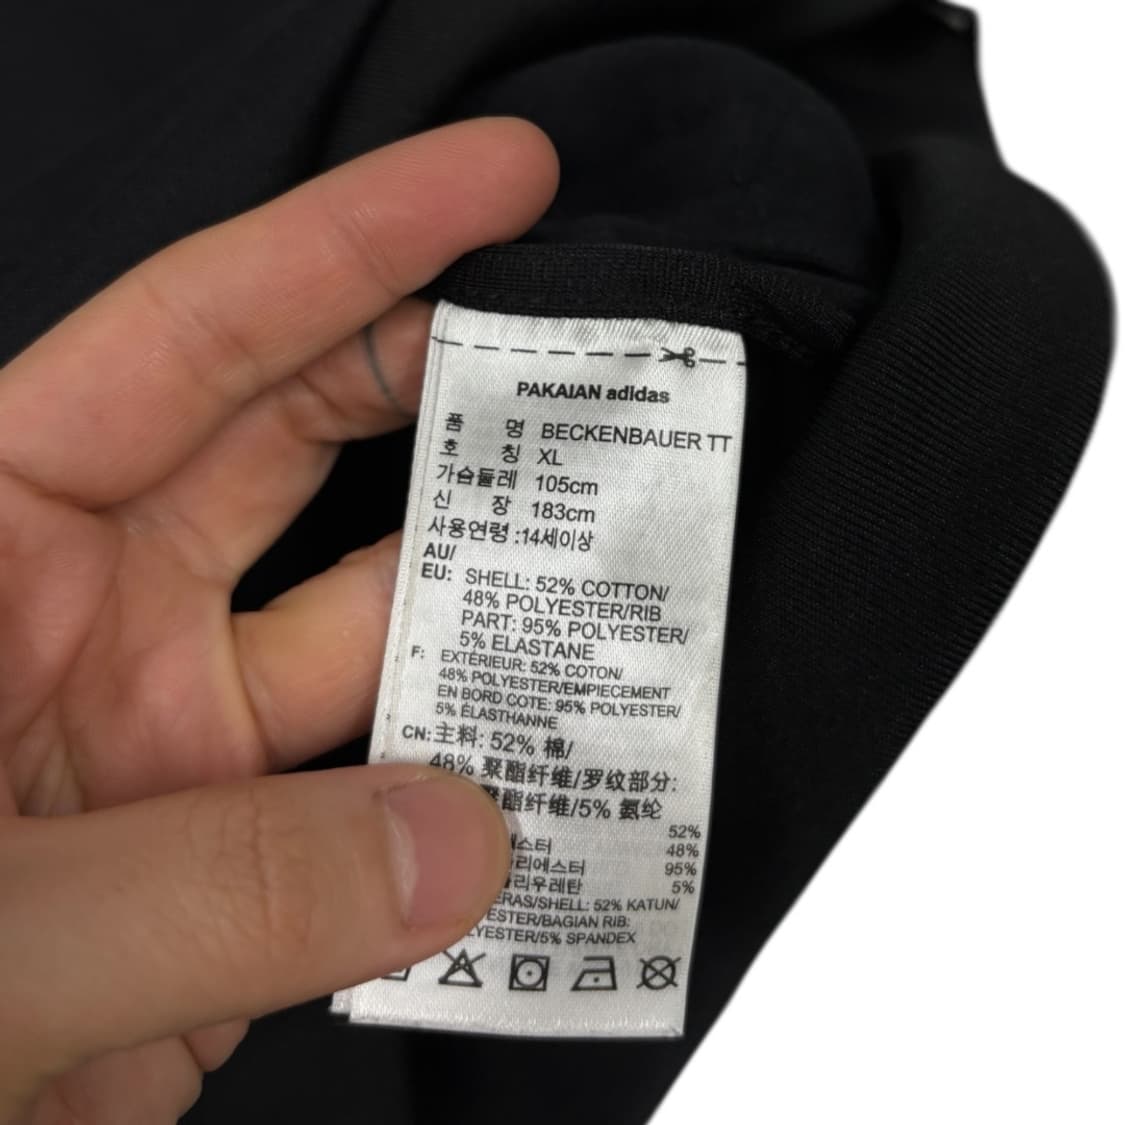 PAKAIAN adidas
품 명 BECKENBAUER TT
호 칭 XL
가슴둘레 105cm
신 장 183cm
사용연령 :14세이상
AU/
EU: SHELL: 52% COTTON/
48% POLYESTER/RIB
PART: 95% POLYESTER/
5% ELASTANE
F: EXTÉRIEUR: 52% COTON/
48% POLYESTER/EMPIECEMENT
EN BORD COTE: 95% POLYESTER/
5% ÉLASTHANNE
CN: 主料: 52% 棉/
48% 聚酯纤维/罗纹部分:
聚酯纤维/5% 氨纶
52%
스터 48%
리에스터 95%
리우레탄 5%
ERAS/SHELL: 52% KATUN/
ESTER/BAGIAN RIB:
YESTER/5% SPANDEX